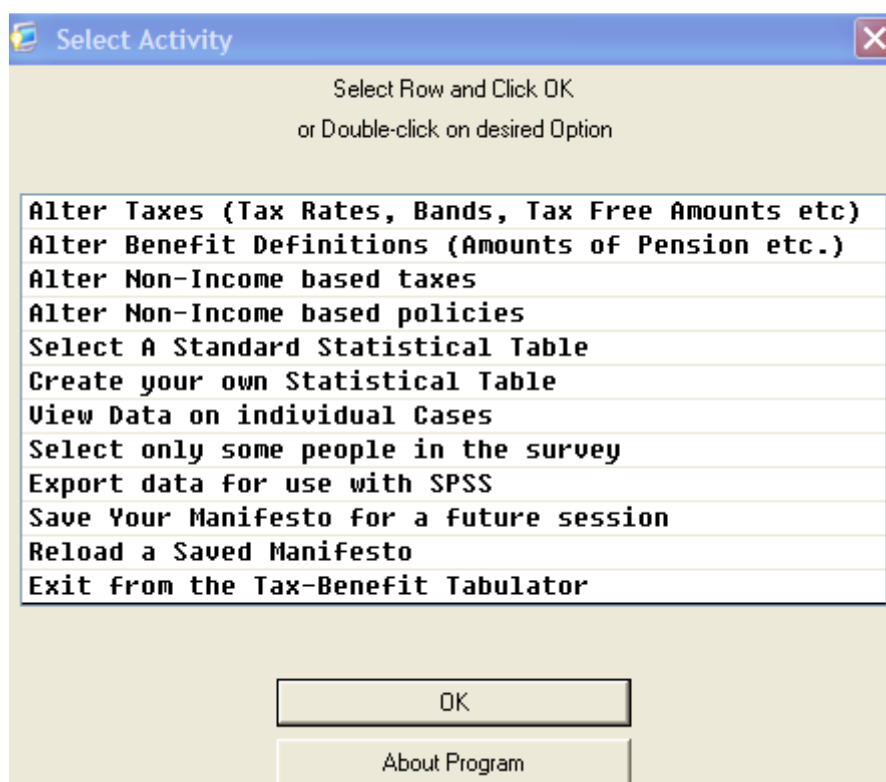 Select Activity
Select Row and Click OK
or Double-click on desired Option
Alter Taxes (Tax Rates, Bands, Tax Free Amounts etc)
Alter Benefit Definitions (Amounts of Pension etc.)
Alter Non-Income based taxes
Alter Non-Income based policies
Select A Standard Statistical Table
Create your own Statistical Table
View Data on individual Cases
Select only some people in the survey
Export data for use with SPSS
Save Your Manifesto for a future session
Reload a Saved Manifesto
Exit from the Tax-Benefit Tabulator
OK
About Program